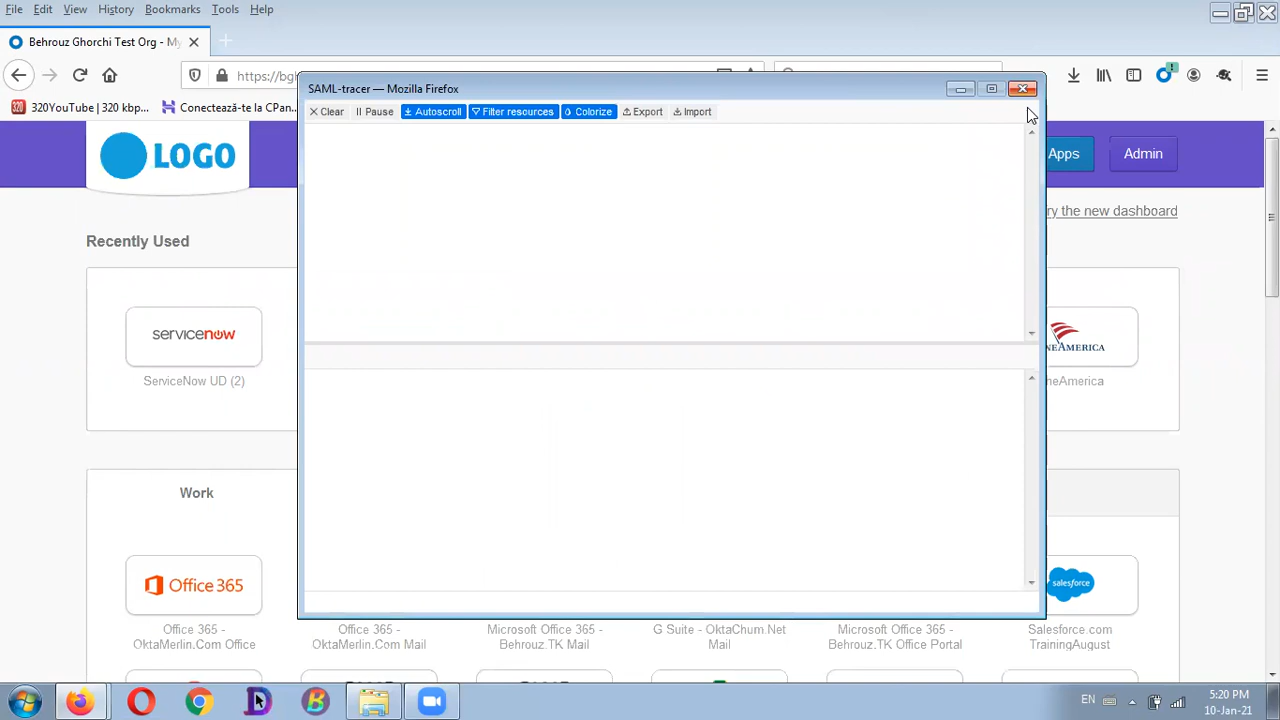 File Edit View History Bookmarks Tools Help
Behrouz Ghorchi Test Org - My
https://bgh
320YouTube | 320 kbp...
Conectează-te la CPan...
SAML-tracer — Mozilla Firefox
Clear Pause Autoscroll Filter resources Colorize Export Import
LOGO
Apps
Admin
ry the new dashboard
Recently Used
servicenow
ServiceNow UD (2)
NEAMERICA
neAmerica
Work
Office 365
Office 365 -
OktaMerlin.Com Office
Office 365 -
OktaMerlin.Com Mail
Microsoft Office 365 -
Behrouz.TK Mail
G Suite - OktaChum.Net
Mail
Microsoft Office 365 -
Behrouz.TK Office Portal
salesforce
Salesforce.com
TrainingAugust
EN
5:20 PM
10-Jan-21